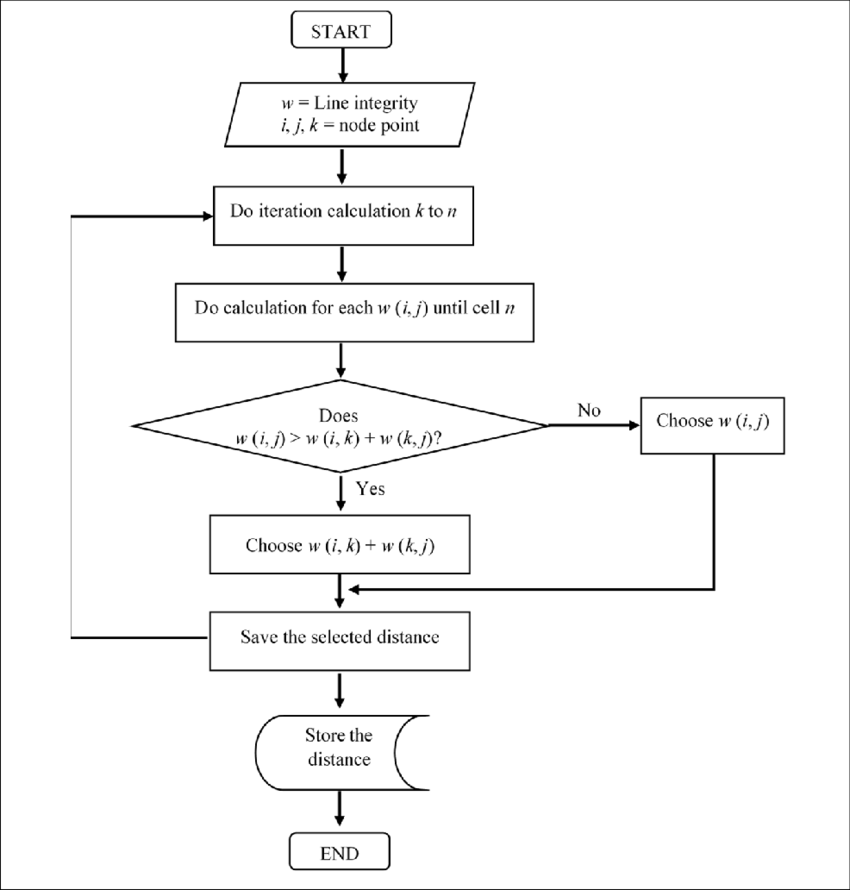 START
w = Line integrity
i, j, k = node point
Do iteration calculation k to n
Do calculation for each w (i, j) until cell n
Does
w (i, j) > w (i, k) + w (k, j)?
No
Choose w (i, j)
Yes
Choose w (i, k) + w (k, j)
Save the selected distance
Store the
distance
END